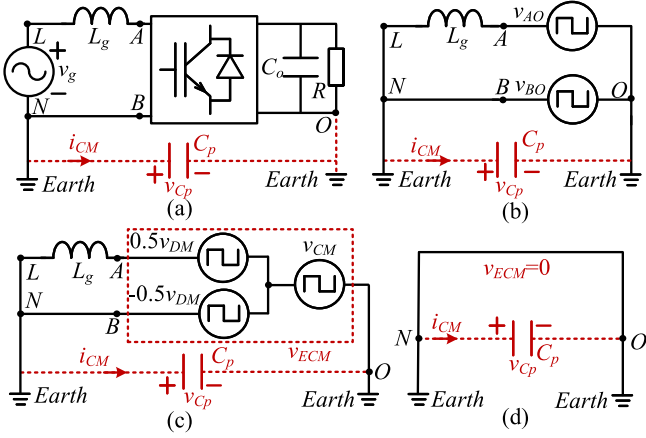 L L_g A
v_g
N B
C_o R
O
i_CM C_p
v_Cp
Earth Earth
(a)
L L_g A v_AO
N B v_BO O
i_CM C_p
v_Cp
Earth Earth
(b)
L L_g A 0.5v_DM v_CM
N B -0.5v_DM
v_ECM
i_CM C_p
v_Cp O
Earth Earth
(c)
v_ECM=0
i_CM
N O
v_Cp C_p
Earth Earth
(d)